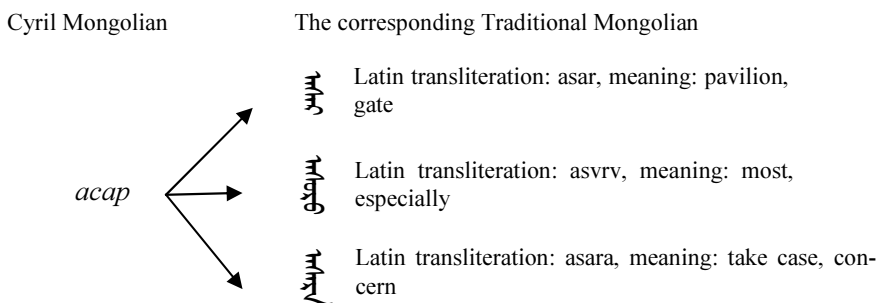 Cyril Mongolian The corresponding Traditional Mongolian
Latin transliteration: asar, meaning: pavilion,
gate
асар
Latin transliteration: asvrv, meaning: most,
especially
Latin transliteration: asara, meaning: take case, con-
cern